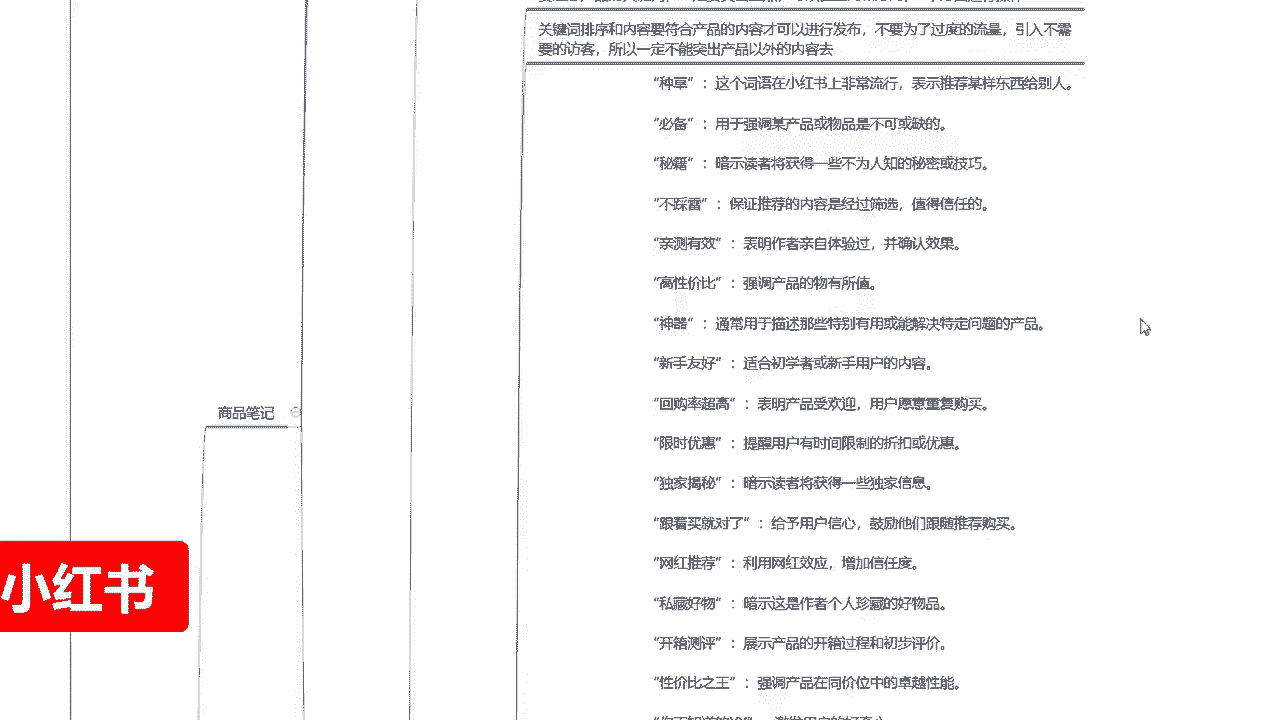 关键词排序和内容要符合产品的内容才可以进行发布，不要为了过度的流量，引入不需
要的访客，所以一定不能突出产品以外的内容去
“种草”：这个词语在小红书上非常流行，表示推荐某样东西给别人。
“必备”：用于强调某产品或物品是不可或缺的。
“秘籍”：暗示读者将获得一些不为人知的秘密或技巧。
“不踩雷”：保证推荐的内容是经过筛选，值得信任的。
“亲测有效”：表明作者亲自体验过，并确认效果。
“高性价比”：强调产品的物有所值。
“神器”：通常用于描述那些特别有用或能解决特定问题的产品。
“新手友好”：适合初学者或新手用户的内容。
“回购率超高”：表明产品受欢迎，用户愿意重复购买。
商品笔记
“限时优惠”：提醒用户有时间限制的折扣或优惠。
“独家揭秘”：暗示读者将获得一些独家信息。
“跟着买就对了”：给予用户信心，鼓励他们跟随推荐购买。
“网红推荐”：利用网红效应，增加信任度。
小红书
“私藏好物”：暗示这是作者个人珍藏的好物品。
“开箱测评”：展示产品的开箱过程和初步评价。
“性价比之王”：强调产品在同价位中的卓越性能。